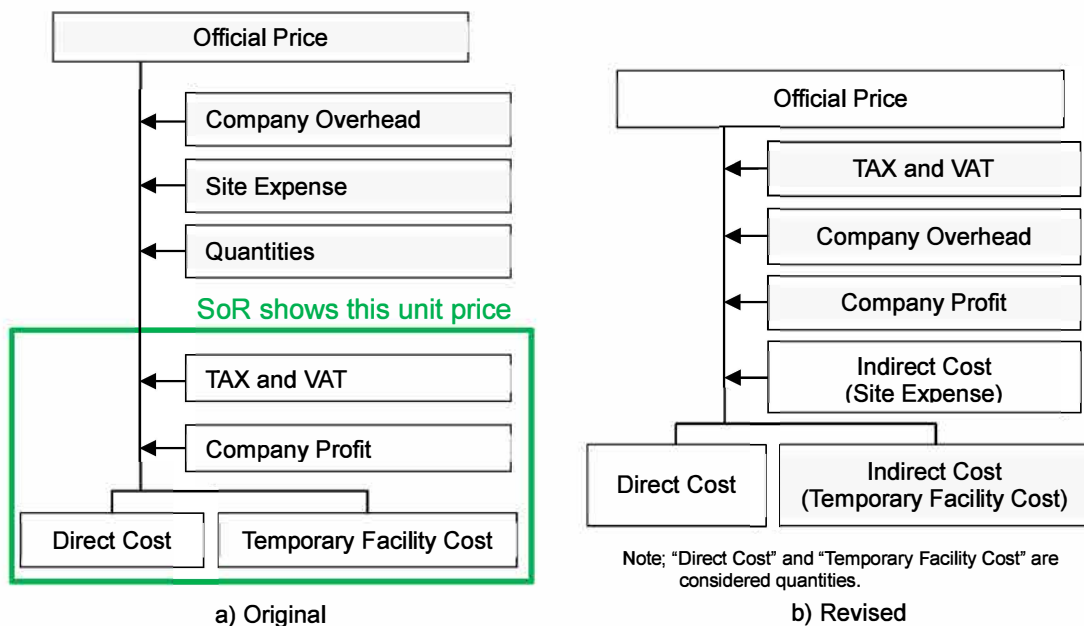 Official Price
Company Overhead
Site Expense
Quantities
SoR shows this unit price
TAX and VAT
Company Profit
Direct Cost
Temporary Facility Cost
a) Original
Official Price
TAX and VAT
Company Overhead
Company Profit
Indirect Cost
(Site Expense)
Direct Cost
Indirect Cost
(Temporary Facility Cost)
Note; “Direct Cost” and “Temporary Facility Cost” are
considered quantities.
b) Revised